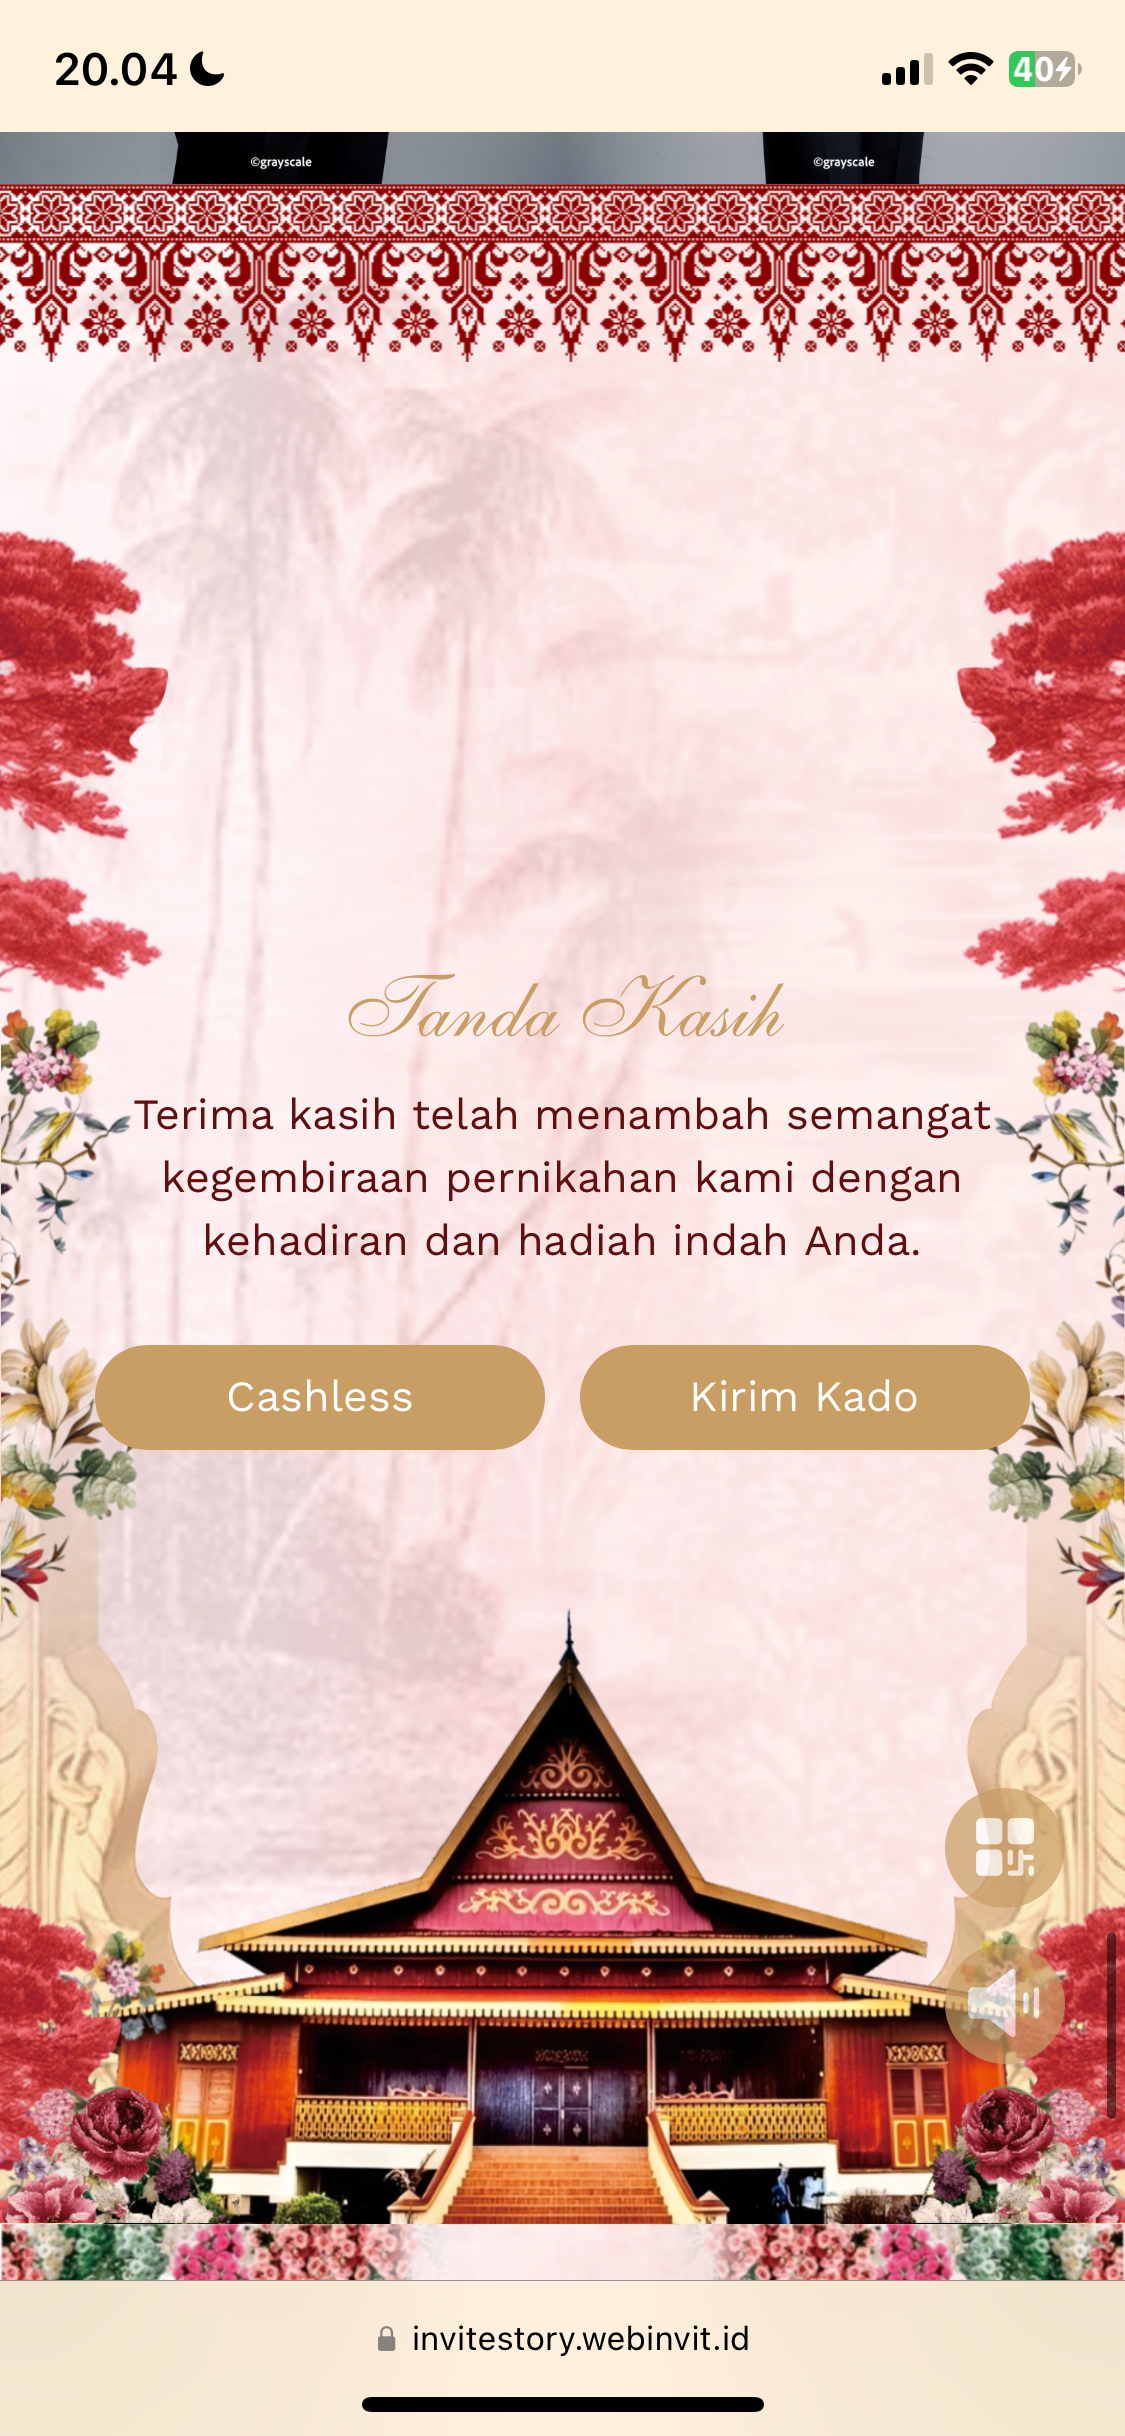 20.04
40
©grayscale ©grayscale
Tanda Kasih
Terima kasih telah menambah semangat
kegembiraan pernikahan kami dengan
kehadiran dan hadiah indah Anda.
Cashless Kirim Kado
invitestory.webinvit.id